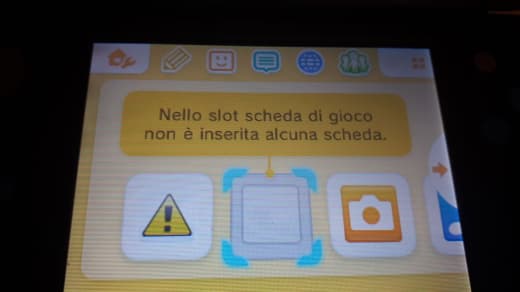 Nello slot scheda di gioco
non è inserita alcuna scheda.